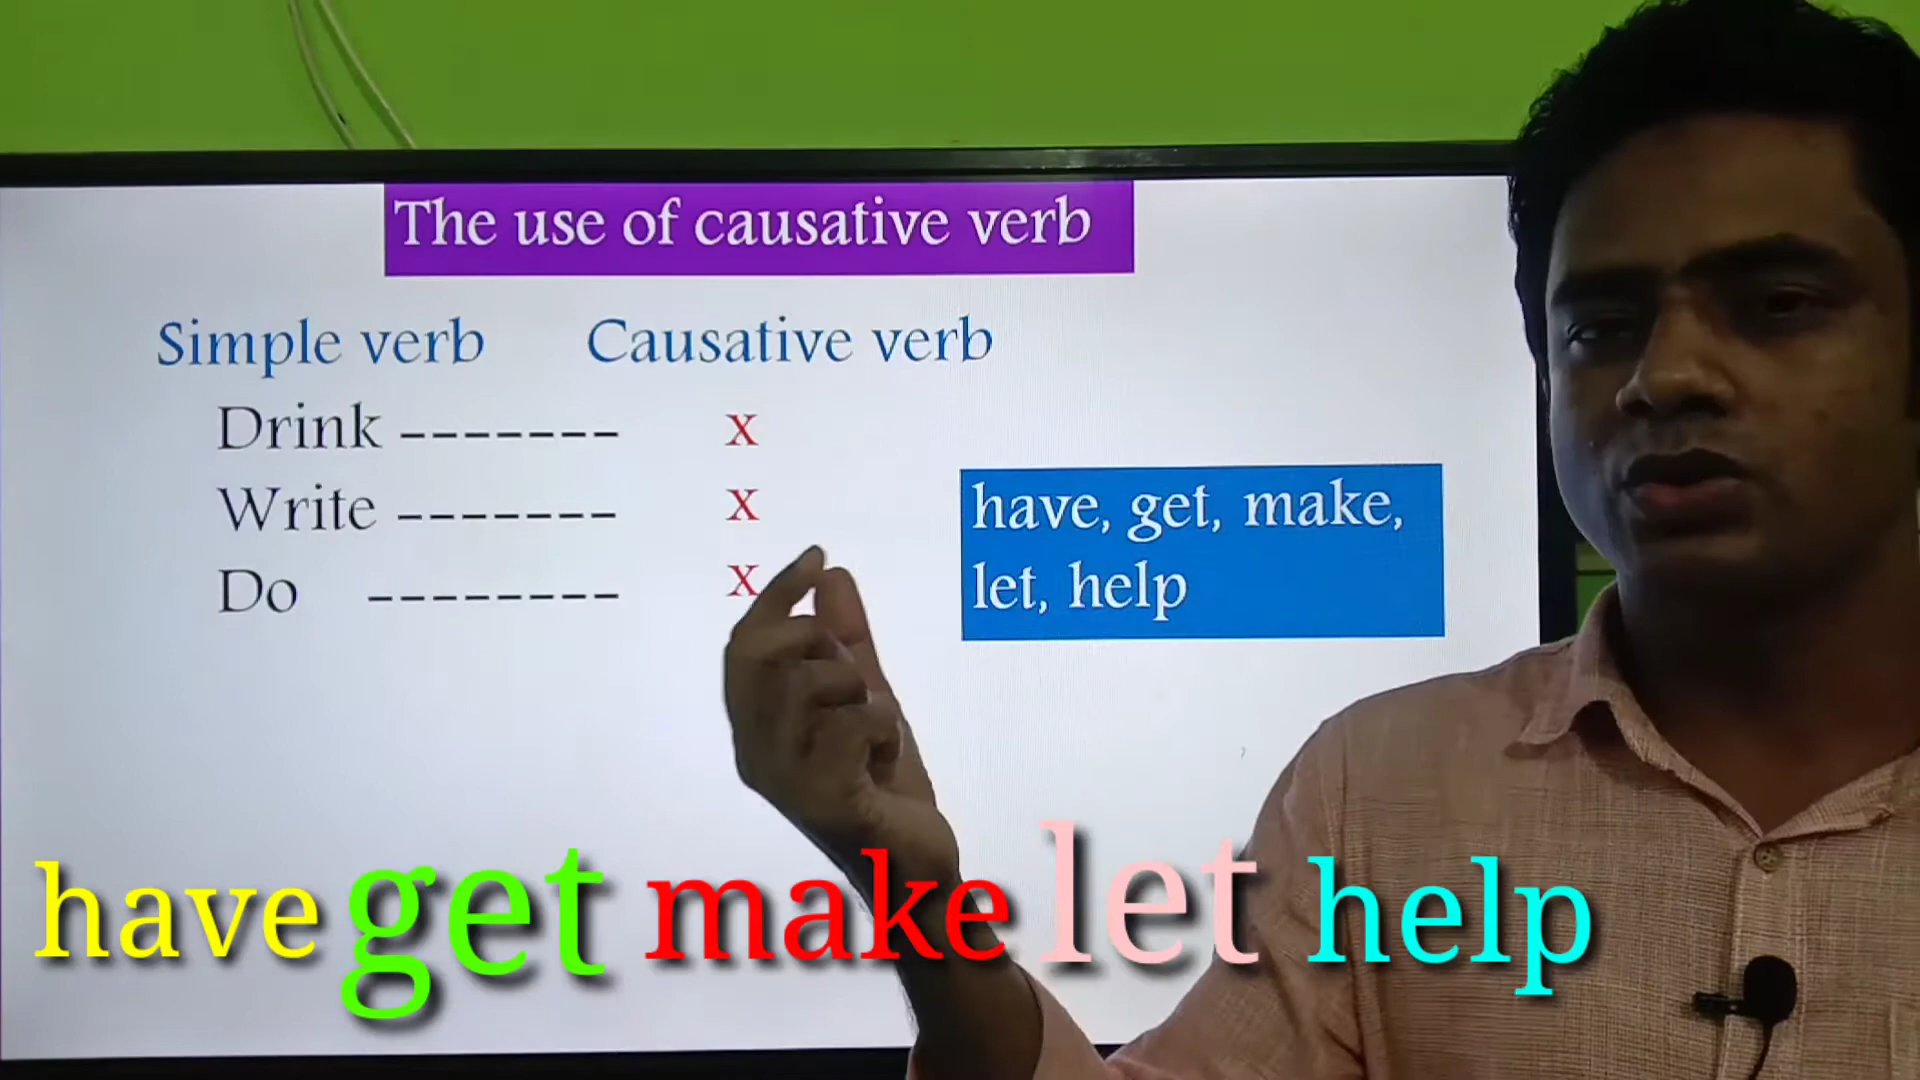 The use of causative verb
Simple verb Causative verb
Drink ------- x
Write ------- x
Do -------- x
have, get, make,
let, help
have get make let help